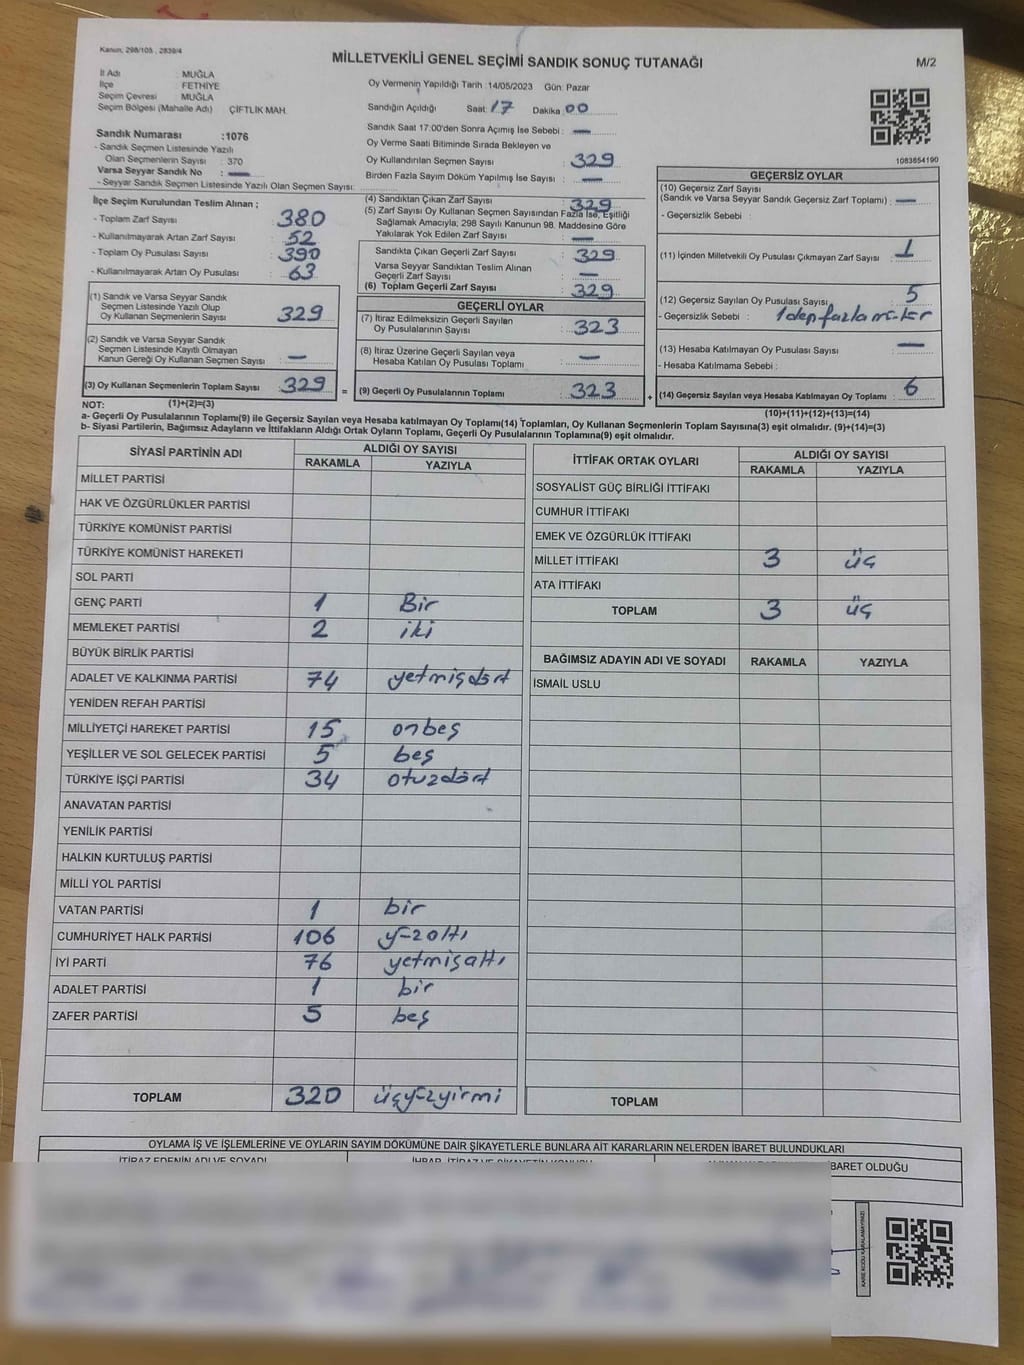 Kanun; 298/105 , 2839/4
MİLLETVEKİLİ GENEL SEÇİMİ SANDIK SONUÇ TUTANAĞI
M/2
İl Adı : MUĞLA
İlçe : FETHİYE
Seçim Çevresi : MUĞLA
Seçim Bölgesi (Mahalle Adı) : ÇİFTLİK MAH.
Sandık Numarası :1076
- Sandık Seçmen Listesinde Yazılı
Olan Seçmenlerin Sayısı : 370
Varsa Seyyar Sandık No : —
- Seyyar Sandık Seçmen Listesinde Yazılı Olan Seçmen Sayısı:
Oy Vermenin Yapıldığı Tarih :14/05/2023 Gün: Pazar
Sandığın Açıldığı Saat: 17 Dakika 00
Sandık Saat 17:00'den Sonra Açımış İse Sebebi : —
Oy Verme Saati Bitiminde Sırada Bekleyen ve
Oy Kullandırılan Seçmen Sayısı : 329
Birden Fazla Sayım Döküm Yapılmış İse Sayısı : —
1083654190
İlçe Seçim Kurulundan Teslim Alınan ;
- Toplam Zarf Sayısı : 380
- Kullanılmayarak Artan Zarf Sayısı : 52
- Toplam Oy Pusulası Sayısı : 390
- Kullanılmayarak Artan Oy Pusulası : 63
(1) Sandık ve Varsa Seyyar Sandık
Seçmen Listesinde Yazılı Olup
Oy Kullanan Seçmenlerin Sayısı : 329
(2) Sandık ve Varsa Seyyar Sandık
Seçmen Listesinde Kayıtlı Olmayan
Kanun Gereği Oy Kullanan Seçmen Sayısı : —
(3) Oy Kullanan Seçmenlerin Toplam Sayısı : 329 =
(1)+(2)=(3)
(4) Sandıktan Çıkan Zarf Sayısı : 329
(5) Zarf Sayısı Oy Kullanan Seçmen Sayısından Fazla İse, Eşitliği
Sağlamak Amacıyla; 298 Sayılı Kanunun 98. Maddesine Göre
Yakılarak Yok Edilen Zarf Sayısı : —
Sandıkta Çıkan Geçerli Zarf Sayısı : 329
Varsa Seyyar Sandıktan Teslim Alınan
Geçerli Zarf Sayısı : —
(6) Toplam Geçerli Zarf Sayısı : 329
GEÇERLİ OYLAR
(7) İtiraz Edilmeksizin Geçerli Sayılan
Oy Pusulalarının Sayısı : 323
(8) İtiraz Üzerine Geçerli Sayılan veya
Hesaba Katılan Oy Pusulası Toplamı : —
(9) Geçerli Oy Pusulalarının Toplamı : 323 +
GEÇERSİZ OYLAR
(10) Geçersiz Zarf Sayısı
(Sandık ve Varsa Seyyar Sandık Geçersiz Zarf Toplamı) : —
- Geçersizlik Sebebi :
(11) İçinden Milletvekili Oy Pusulası Çıkmayan Zarf Sayısı : 1
(12) Geçersiz Sayılan Oy Pusulası Sayısı : 5
- Geçersizlik Sebebi : 1den fazla
(13) Hesaba Katılmayan Oy Pusulası Sayısı : —
- Hesaba Katılmama Sebebi :
(14) Geçersiz Sayılan veya Hesaba Katılmayan Oy Toplamı : 6
(10)+(11)+(12)+(13)=(14)
NOT:
a- Geçerli Oy Pusulalarının Toplamı(9) ile Geçersiz Sayılan veya Hesaba katılmayan Oy Toplamı(14) Toplamları, Oy Kullanan Seçmenlerin Toplam Sayısına(3) eşit olmalıdır. (9)+(14)=(3)
b- Siyasi Partilerin, Bağımsız Adayların ve İttifakların Aldığı Ortak Oyların Toplamı, Geçerli Oy Pusulalarının Toplamına(9) eşit olmalıdır.
SİYASİ PARTİNİN ADI ALDIĞI OY SAYISI
RAKAMLA YAZIYLA
MİLLET PARTİSİ
HAK VE ÖZGÜRLÜKLER PARTİSİ
TÜRKİYE KOMÜNİST PARTİSİ
TÜRKİYE KOMÜNİST HAREKETİ
SOL PARTİ
GENÇ PARTİ 1 Bir
MEMLEKET PARTİSİ 2 iki
BÜYÜK BİRLİK PARTİSİ
ADALET VE KALKINMA PARTİSİ 74 yetmişdört
YENİDEN REFAH PARTİSİ
MİLLİYETÇİ HAREKET PARTİSİ 15 onbeş
YEŞİLLER VE SOL GELECEK PARTİSİ 5 beş
TÜRKİYE İŞÇİ PARTİSİ 34 otuzdört
ANAVATAN PARTİSİ
YENİLİK PARTİSİ
HALKIN KURTULUŞ PARTİSİ
MİLLİ YOL PARTİSİ
VATAN PARTİSİ 1 bir
CUMHURİYET HALK PARTİSİ 106 yüzaltı
İYİ PARTİ 76 yetmişaltı
ADALET PARTİSİ 1 bir
ZAFER PARTİSİ 5 beş
TOPLAM 320 üçyüzyirmi
İTTİFAK ORTAK OYLARI ALDIĞI OY SAYISI
RAKAMLA YAZIYLA
SOSYALİST GÜÇ BİRLİĞİ İTTİFAKI
CUMHUR İTTİFAKI
EMEK VE ÖZGÜRLÜK İTTİFAKI
MİLLET İTTİFAKI 3 üç
ATA İTTİFAKI
TOPLAM 3 üç
BAĞIMSIZ ADAYIN ADI VE SOYADI RAKAMLA YAZIYLA
İSMAİL USLU
TOPLAM
OYLAMA İŞ VE İŞLEMLERİNE VE OYLARIN SAYIM DÖKÜMÜNE DAİR ŞİKAYETLERLE BUNLARA AİT KARARLARIN NELERDEN İBARET BULUNDUKLARI
İTİRAZ EDENİN ADI VE SOYADI İHBAR, İTİRAZ VE ŞİKAYETİN KONUSU BARET OLDUĞU
KARE KODU KARALAMAYINIZ!